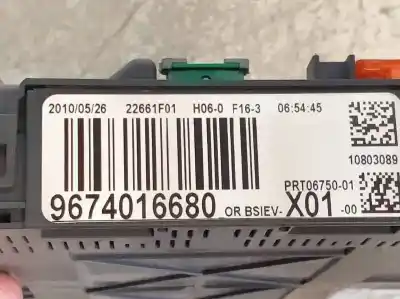 2010/05/26 22661F01 H06-0 F16-3 06:54:45
10803089
PRT06750-01
9674016680 OR BSIEV- X01 -00